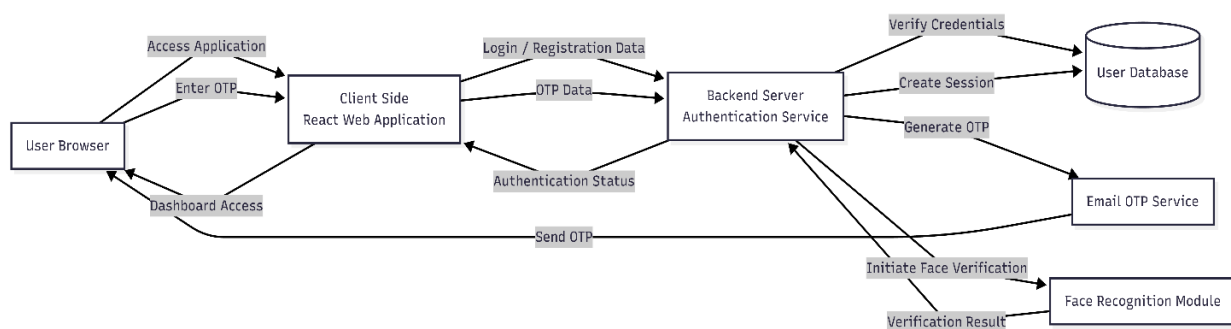 Access Application
Enter OTP
User Browser
Dashboard Access
Client Side
React Web Application
Login / Registration Data
OTP Data
Authentication Status
Backend Server
Authentication Service
Verify Credentials
Create Session
Generate OTP
User Database
Email OTP Service
Send OTP
Initiate Face Verification
Face Recognition Module
Verification Result